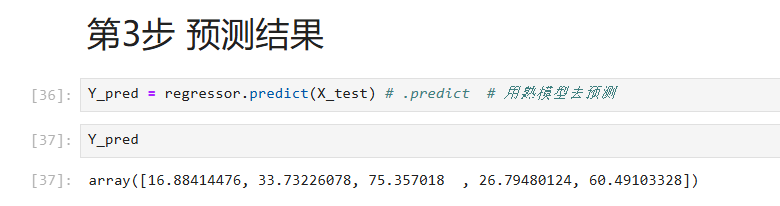 第3步 预测结果
[36]: Y_pred = regressor.predict(X_test) # .predict  # 用熟模型去预测
[37]: Y_pred
[37]: array([16.88414476, 33.73226078, 75.357018  , 26.79480124, 60.49103328])